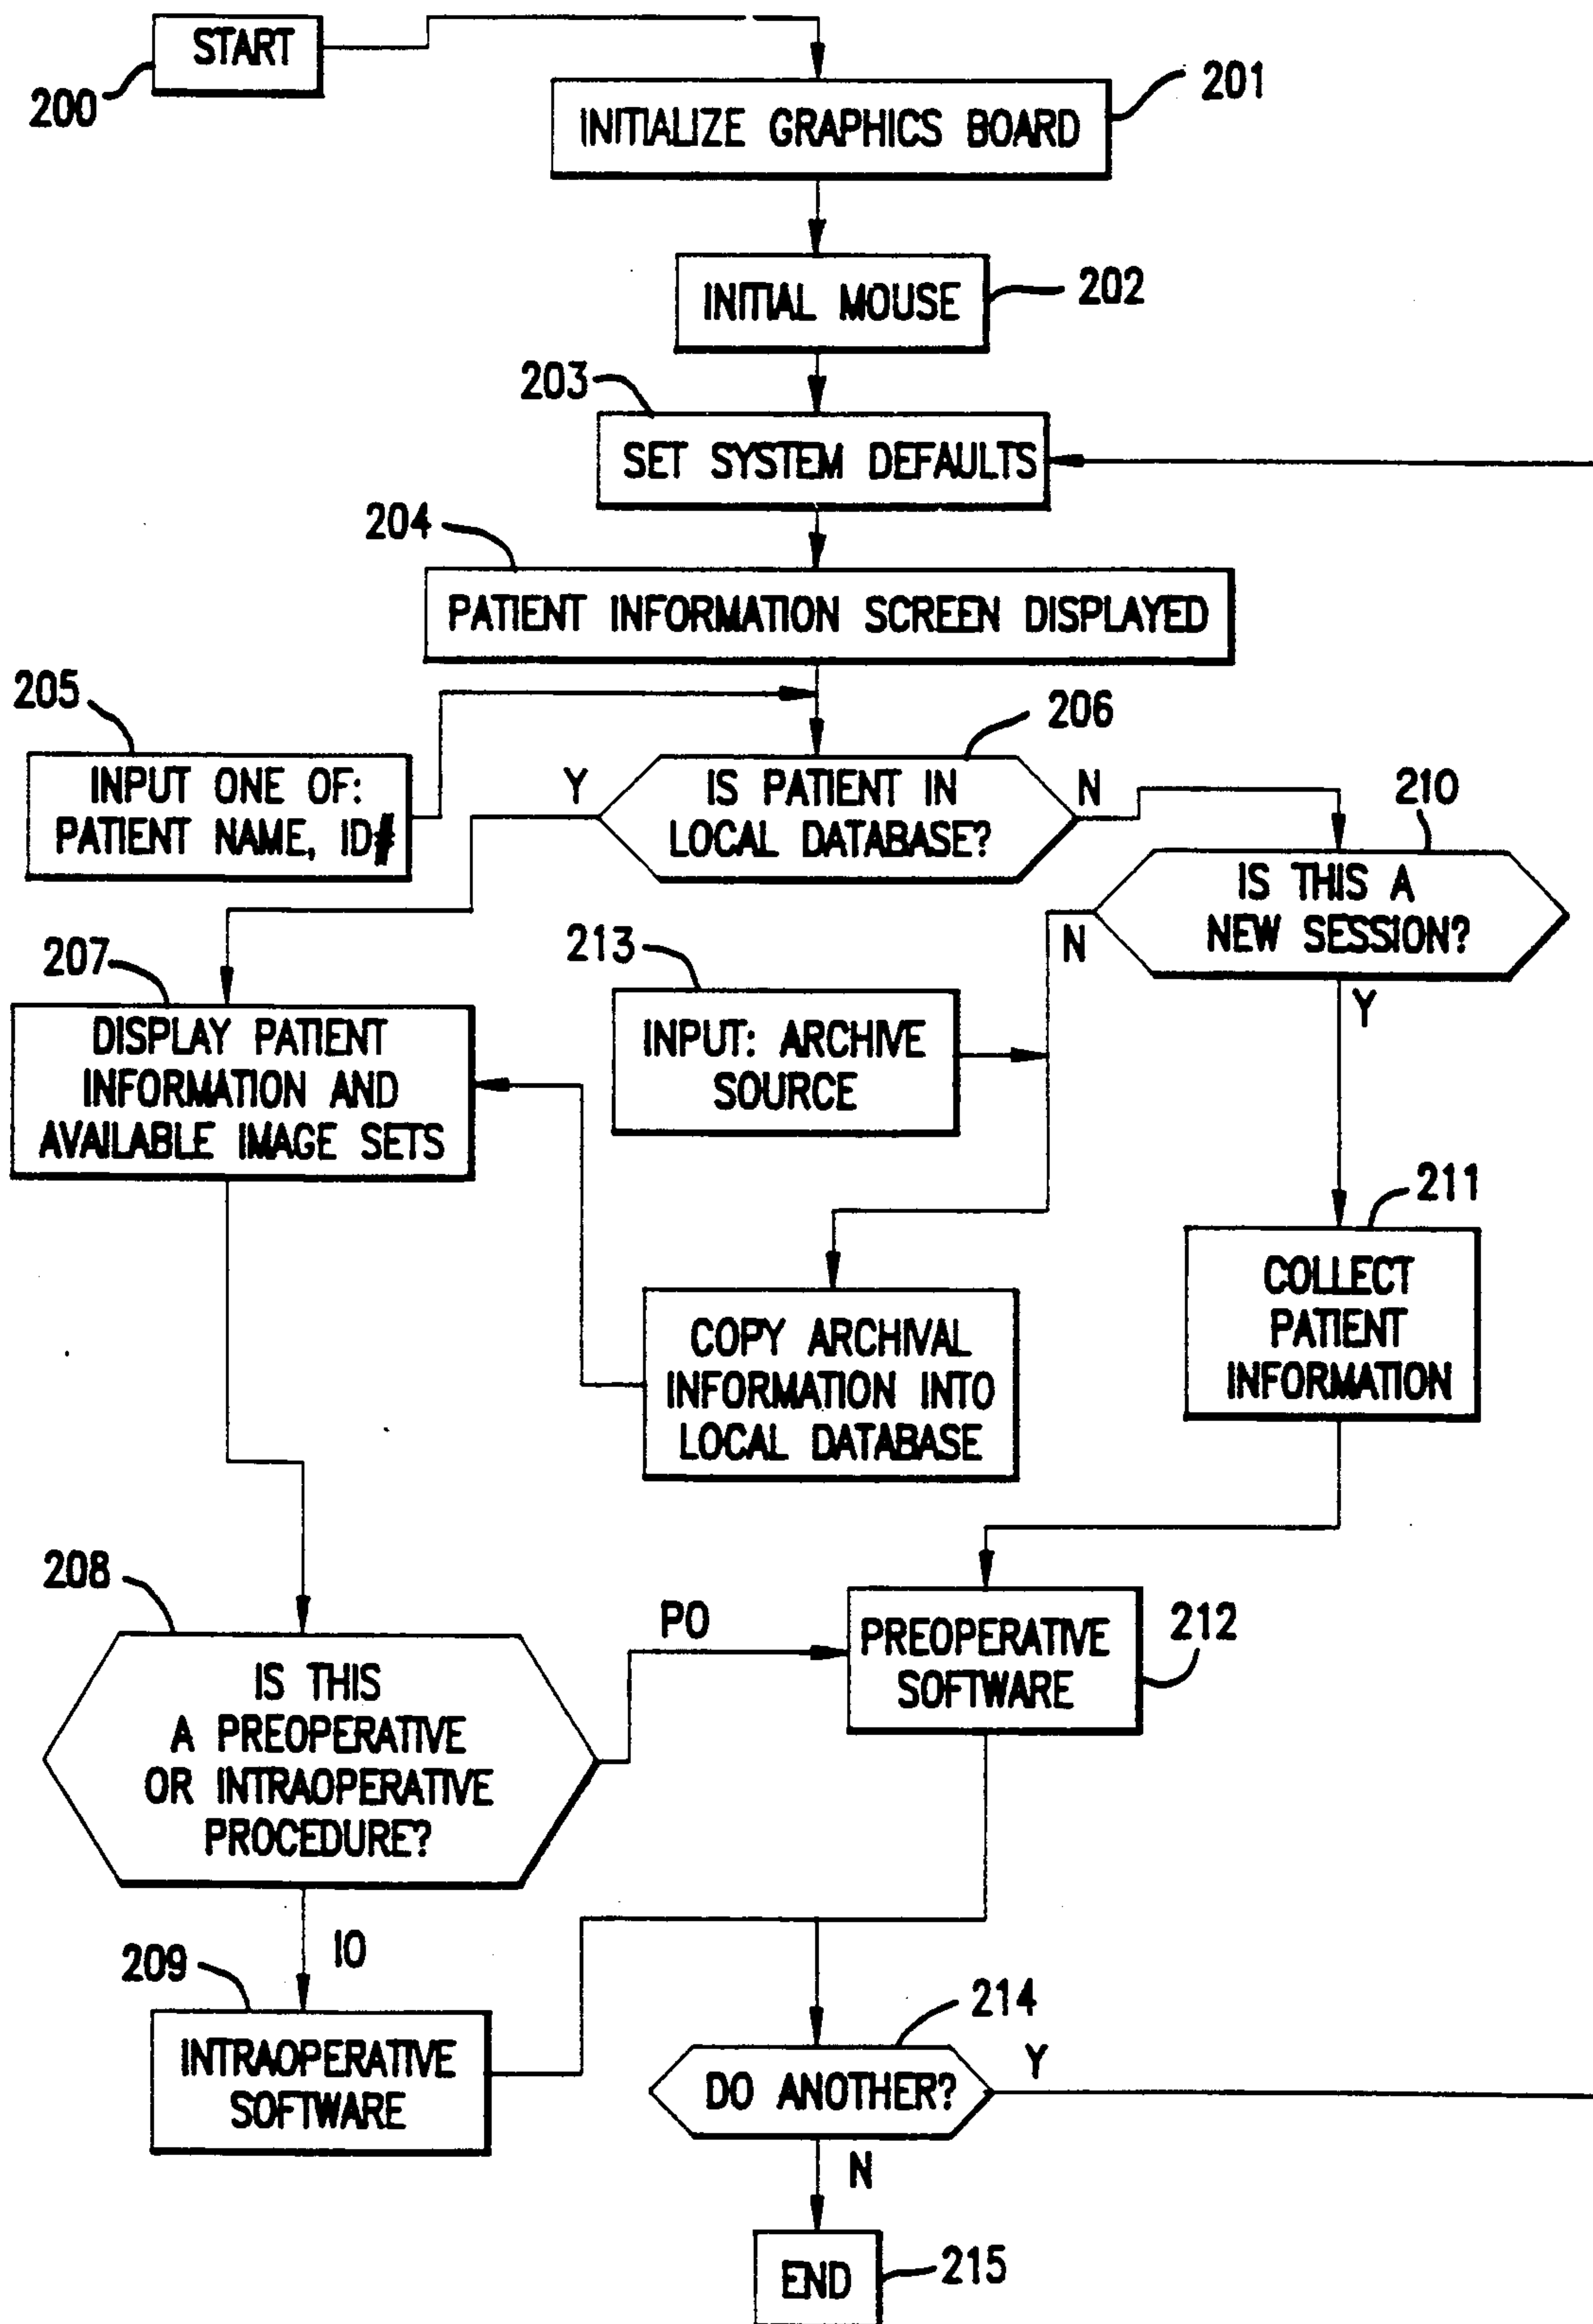 START
200
201
INITIALIZE GRAPHICS BOARD
INITIAL MOUSE
202
203
SET SYSTEM DEFAULTS
204
PATIENT INFORMATION SCREEN DISPLAYED
205
INPUT ONE OF:
PATIENT NAME, ID#
206
Y
IS PATIENT IN
LOCAL DATABASE?
N
210
IS THIS A
NEW SESSION?
N
Y
207
DISPLAY PATIENT
INFORMATION AND
AVAILABLE IMAGE SETS
213
INPUT: ARCHIVE
SOURCE
211
COLLECT
PATIENT
INFORMATION
COPY ARCHIVAL
INFORMATION INTO
LOCAL DATABASE
208
IS THIS
A PREOPERATIVE
OR INTRAOPERATIVE
PROCEDURE?
PO
PREOPERATIVE
SOFTWARE
212
IO
209
INTRAOPERATIVE
SOFTWARE
214
DO ANOTHER?
Y
N
END
215